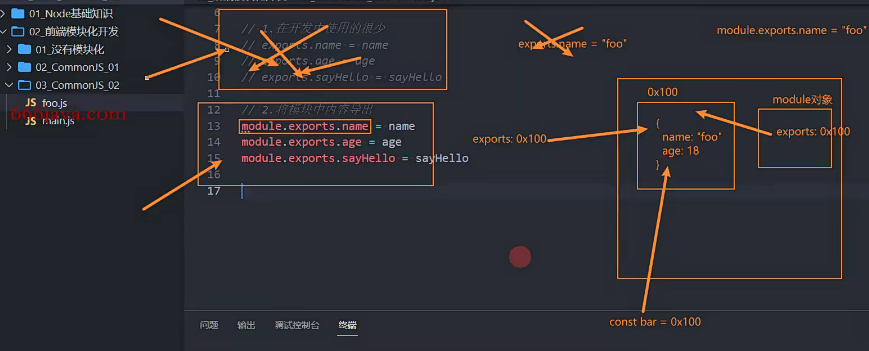 01_Node基础知识
02_前端模块化开发
01_没有模块化
02_CommonJS_01
03_CommonJS_02
JS foo.js
JS main.js
666java.com
6
7 // 1.在开发中使用的很少
8 // exports.name = name
9 // exports.age = age
10 // exports.sayHello = sayHello
11
12 // 2.将模块中内容导出
13 module.exports.name = name
14 module.exports.age = age
15 module.exports.sayHello = sayHello
16
17
exports.name = "foo"
module.exports.name = "foo"
0x100
module对象
{
name: "foo"
age: 18
}
exports: 0x100
exports: 0x100
const bar = 0x100
问题 输出 调试控制台 终端